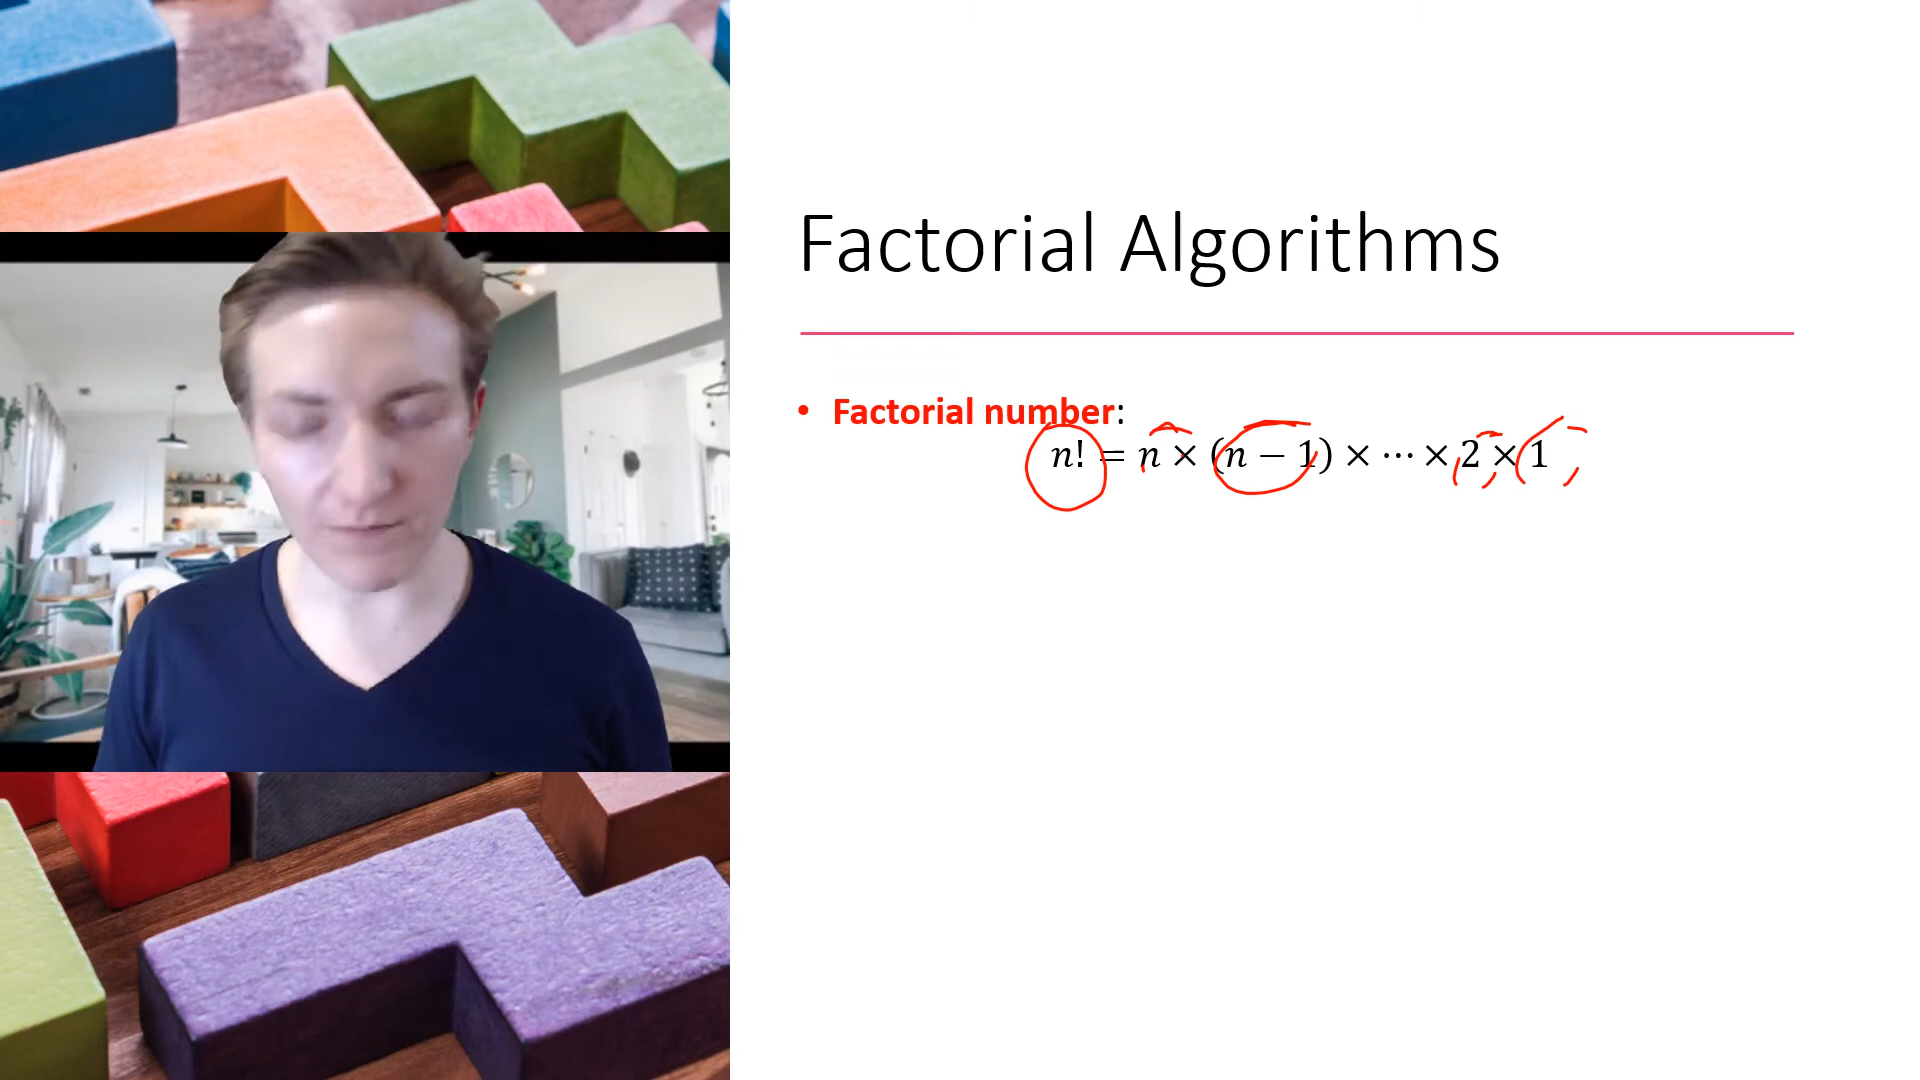 Factorial Algorithms
• Factorial number:
n! = n × (n − 1) × ⋯ × 2 × 1